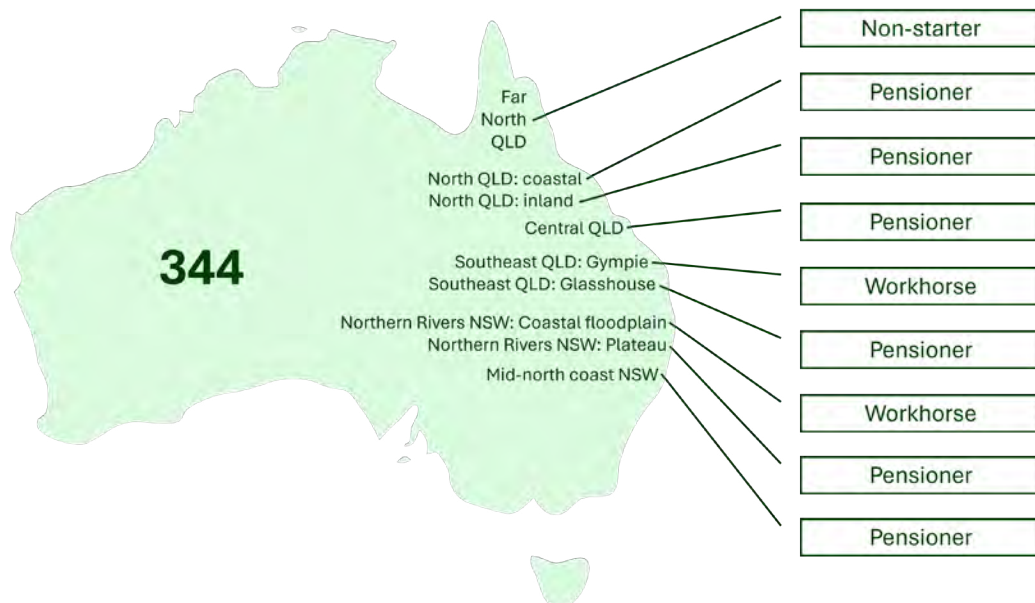 Far
North
QLD
North QLD: coastal
North QLD: inland
Central QLD
Southeast QLD: Gympie
Southeast QLD: Glasshouse
Northern Rivers NSW: Coastal floodplain
Northern Rivers NSW: Plateau
Mid-north coast NSW
344
Non-starter
Pensioner
Pensioner
Pensioner
Workhorse
Pensioner
Workhorse
Pensioner
Pensioner